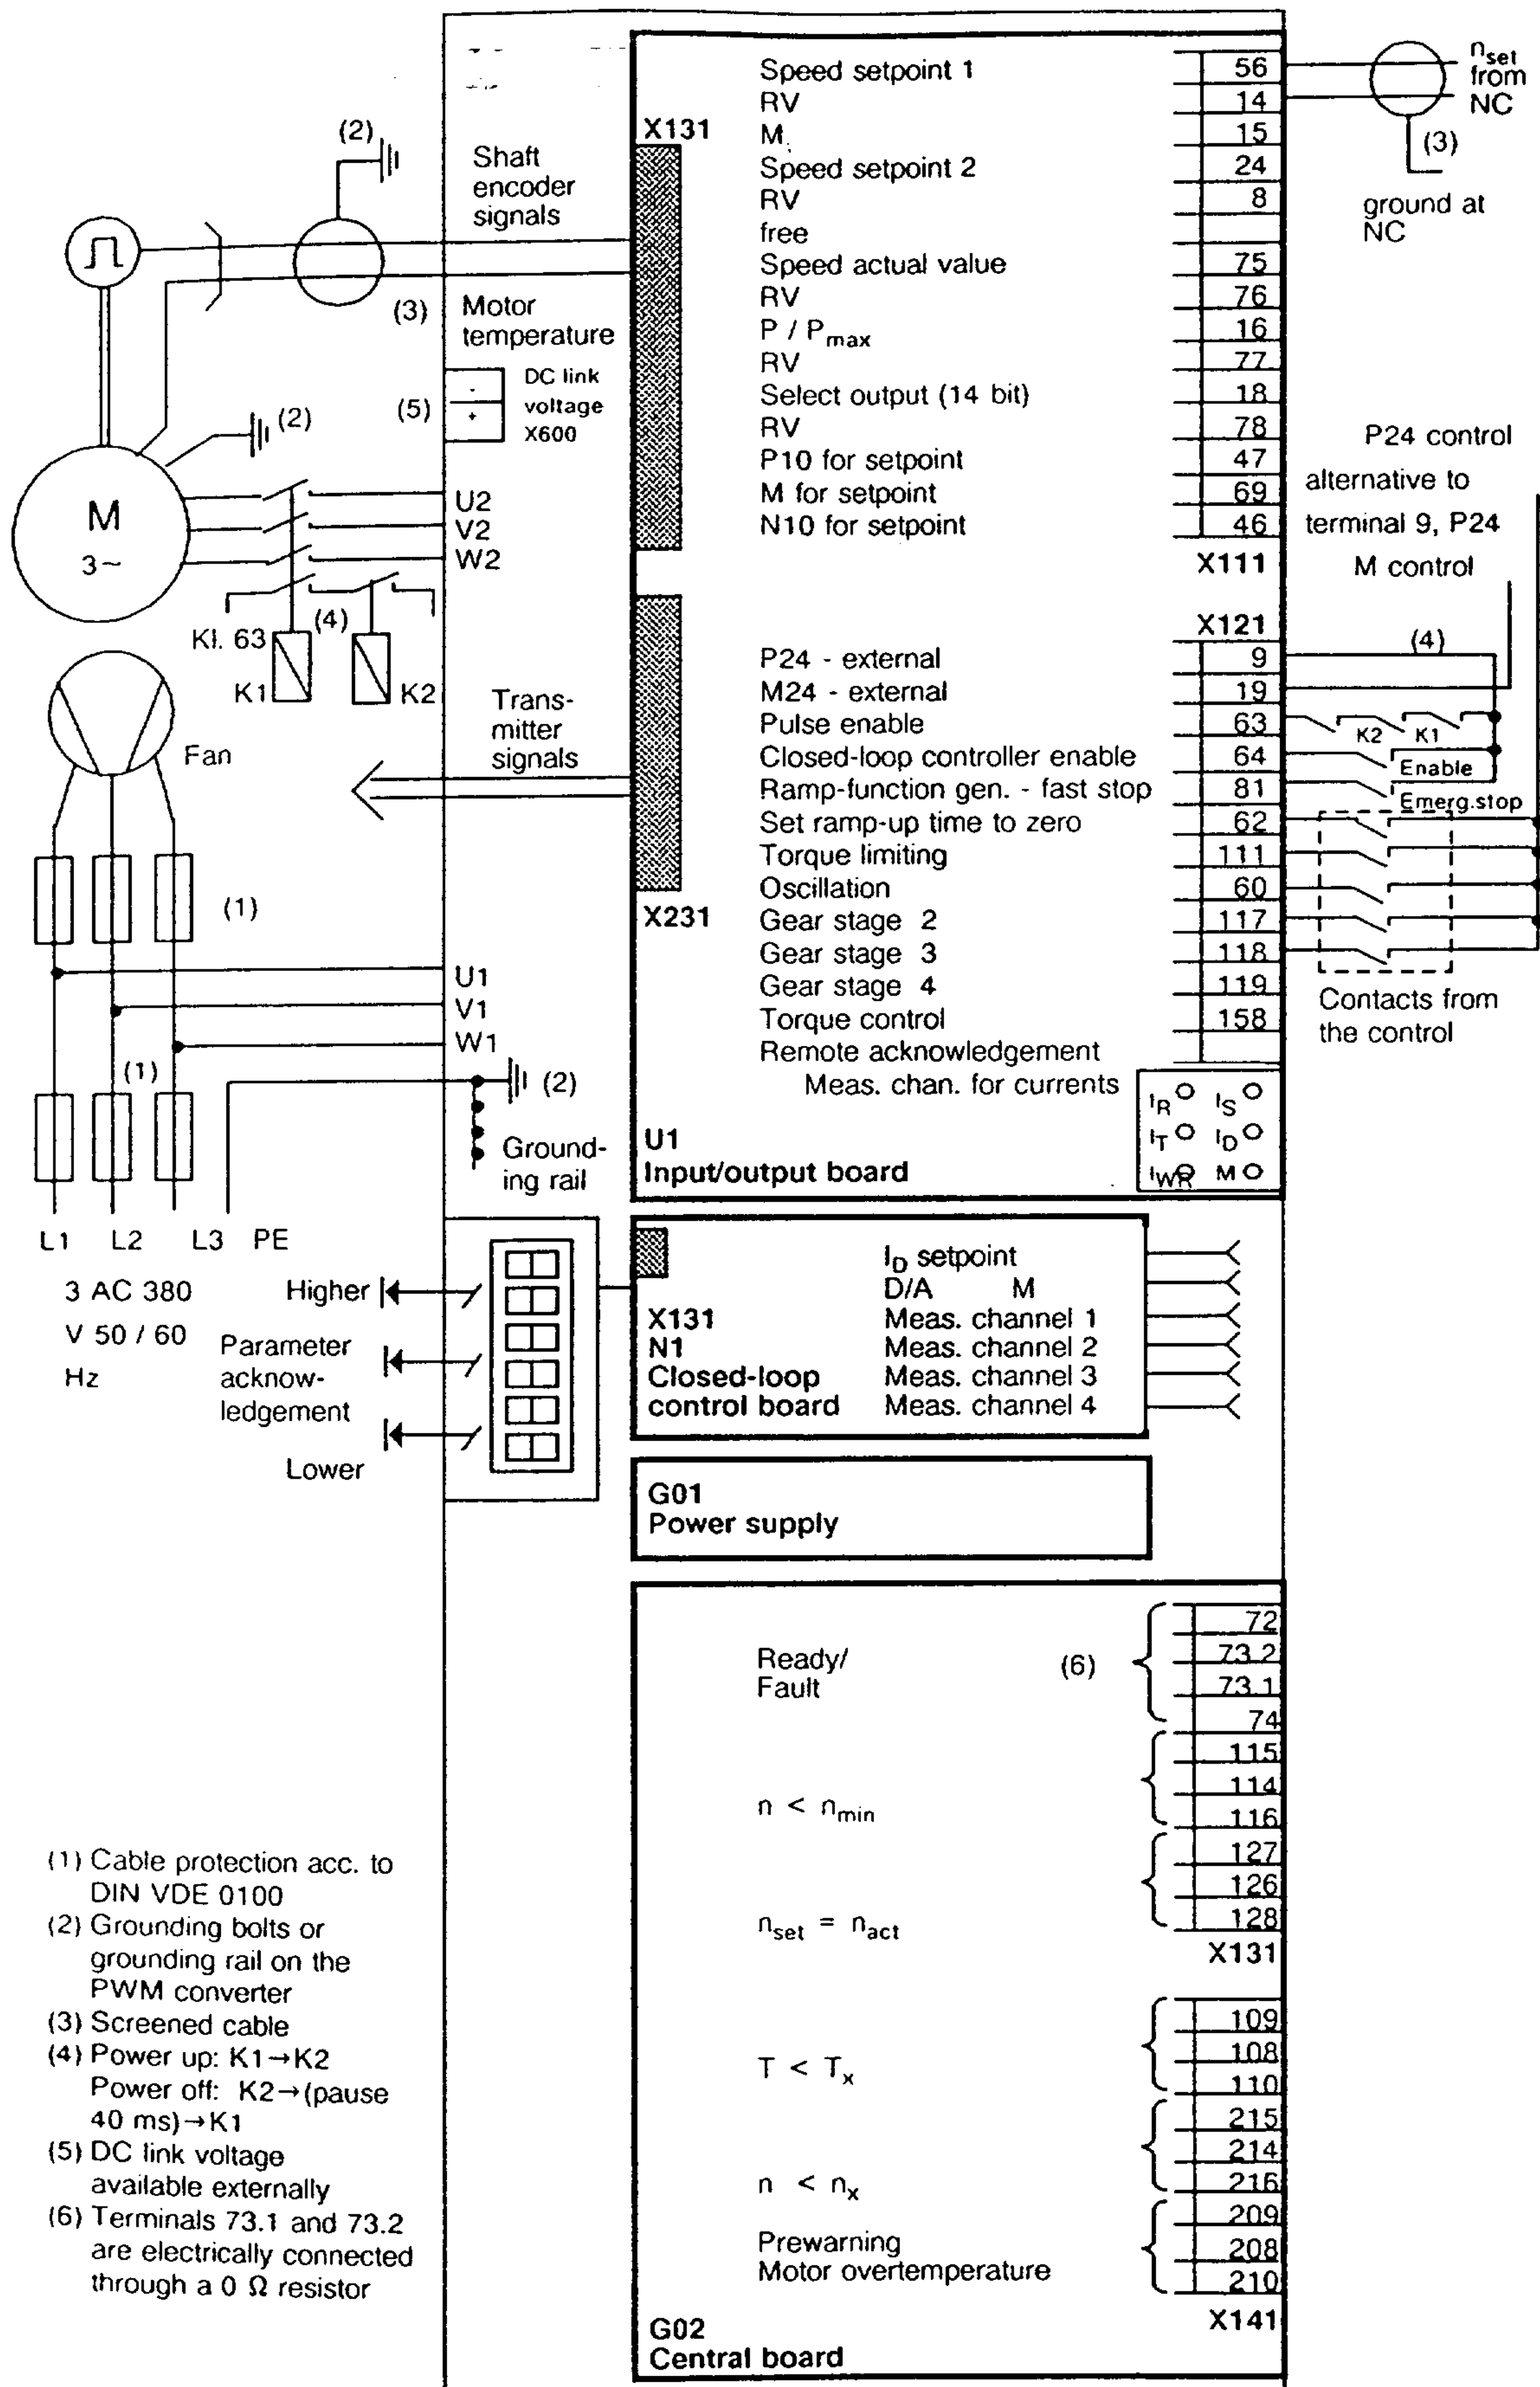 Speed setpoint 1 56
RV 14
M 15
Speed setpoint 2 24
RV 8
free
Speed actual value 75
RV 76
P / Pmax 16
RV 77
Select output (14 bit) 18
RV 78
P10 for setpoint 47
M for setpoint 69
N10 for setpoint 46
X111
nset
from
NC
(3)
ground at
NC
X131
(2)
Shaft
encoder
signals
(3)
Motor
temperature
(5)
-
+
DC link
voltage
X600
(2)
M
3~
U2
V2
W2
Kl. 63
(4)
K1
K2
Fan
Trans-
mitter
signals
P24 control
alternative to
terminal 9, P24
M control
X121
(4)
P24 - external 9
M24 - external 19
Pulse enable 63
K2 K1
Closed-loop controller enable 64
Enable
Ramp-function gen. - fast stop 81
Emerg.stop
Set ramp-up time to zero 62
Torque limiting 111
Oscillation 60
Gear stage 2 117
Gear stage 3 118
Gear stage 4 119
Torque control 158
Remote acknowledgement
Contacts from
the control
X231
(1)
U1
V1
W1
(1)
(2)
Ground-
ing rail
Meas. chan. for currents
IR IS
IT ID
IWR M
U1
Input/output board
L1 L2 L3 PE
3 AC 380
V 50 / 60
Hz
Higher
Parameter
acknow-
ledgement
Lower
X131
N1
Closed-loop
control board
ID setpoint
D/A M
Meas. channel 1
Meas. channel 2
Meas. channel 3
Meas. channel 4
G01
Power supply
Ready/
Fault
(6)
72
73.2
73.1
74
n < nmin
115
114
116
nset = nact
127
126
128
X131
T < Tx
109
108
110
n < nx
215
214
216
Prewarning
Motor overtemperature
209
208
210
X141
G02
Central board
(1) Cable protection acc. to
DIN VDE 0100
(2) Grounding bolts or
grounding rail on the
PWM converter
(3) Screened cable
(4) Power up: K1→K2
Power off: K2→(pause
40 ms)→K1
(5) DC link voltage
available externally
(6) Terminals 73.1 and 73.2
are electrically connected
through a 0 Ω resistor